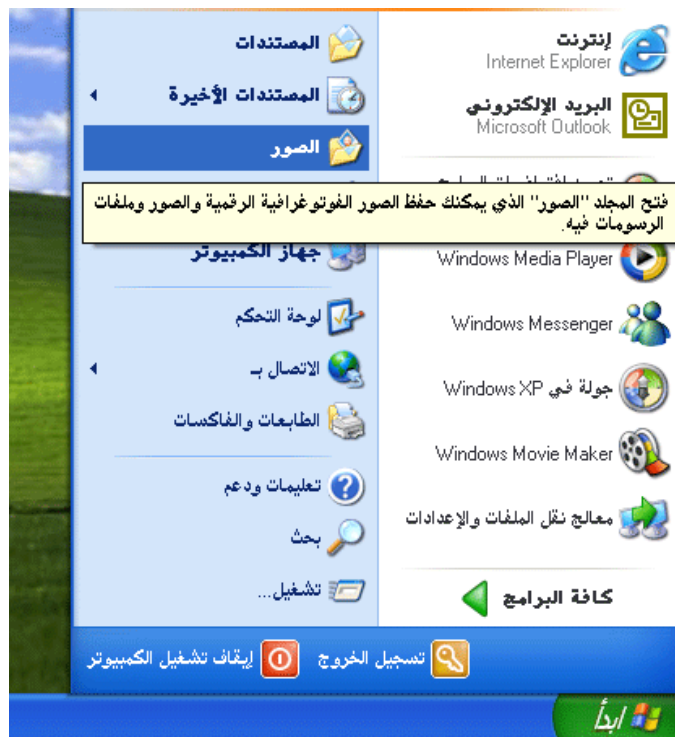 إنترنت
Internet Explorer
البريد الإلكتروني
Microsoft Outlook
Windows Media Player
Windows Messenger
جولة في Windows XP
Windows Movie Maker
معالج نقل الملفات والإعدادات
كافة البرامج
المستندات
المستندات الأخيرة
الصور
فتح المجلد "الصور" الذي يمكنك حفظ الصور الفوتوغرافية الرقمية والصور وملفات
الرسومات فيه.
جهاز الكمبيوتر
لوحة التحكم
الاتصال بـ
الطابعات والفاكسات
تعليمات ودعم
بحث
تشغيل...
تسجيل الخروج
إيقاف تشغيل الكمبيوتر
ابدأ